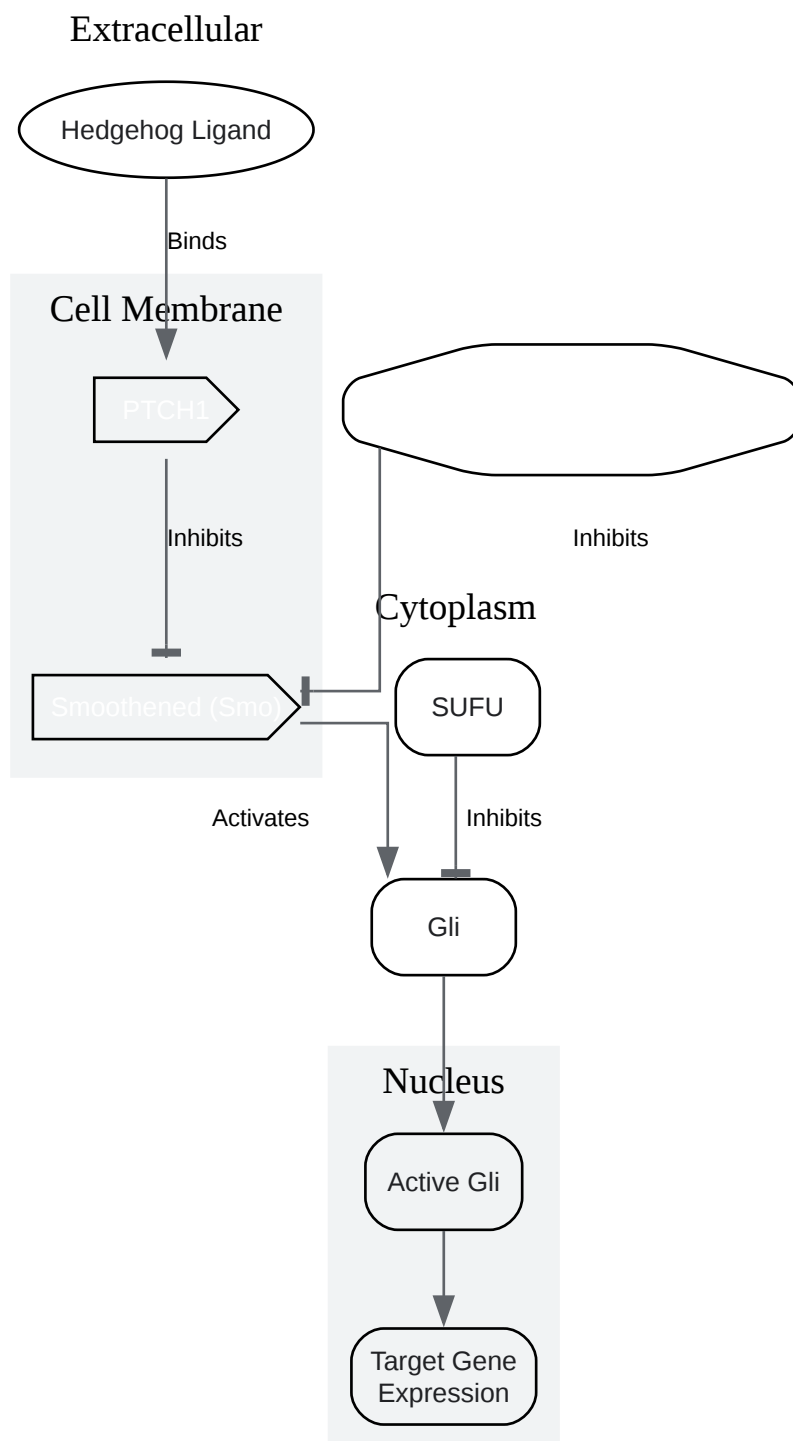 Extracellular
Hedgehog Ligand
Binds
Cell Membrane
PTCH1
Inhibits
Inhibits
Cytoplasm
Smoothened (Smo)
SUFU
Activates
Inhibits
Gli
Nucleus
Active Gli
Target Gene
Expression